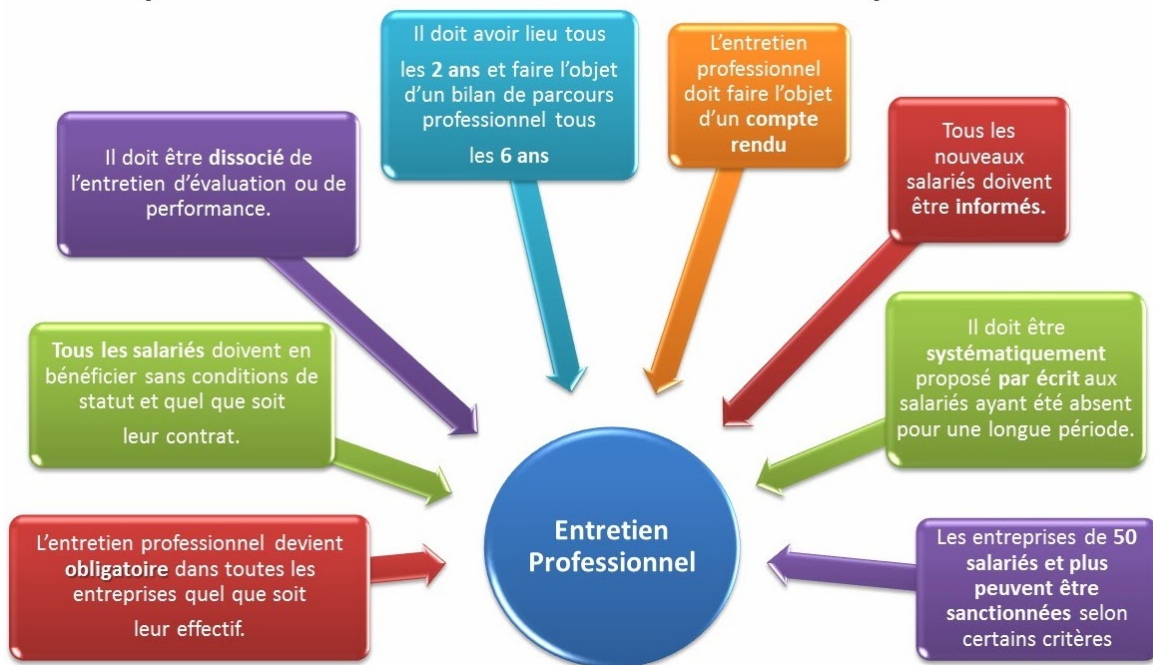 Il doit avoir lieu tous
les 2 ans et faire l'objet
d'un bilan de parcours
professionnel tous
les 6 ans
L'entretien
professionnel
doit faire l'objet
d'un compte
rendu
Tous les
nouveaux
salariés doivent
être informés.
Il doit être dissocié de
l'entretien d'évaluation ou de
performance.
Tous les salariés doivent en
bénéficier sans conditions de
statut et quel que soit
leur contrat.
Il doit être
systématiquement
proposé par écrit aux
salariés ayant été absent
pour une longue période.
L'entretien professionnel devient
obligatoire dans toutes les
entreprises quel que soit
leur effectif.
Entretien
Professionnel
Les entreprises de 50
salariés et plus
peuvent être
sanctionnées selon
certains critères